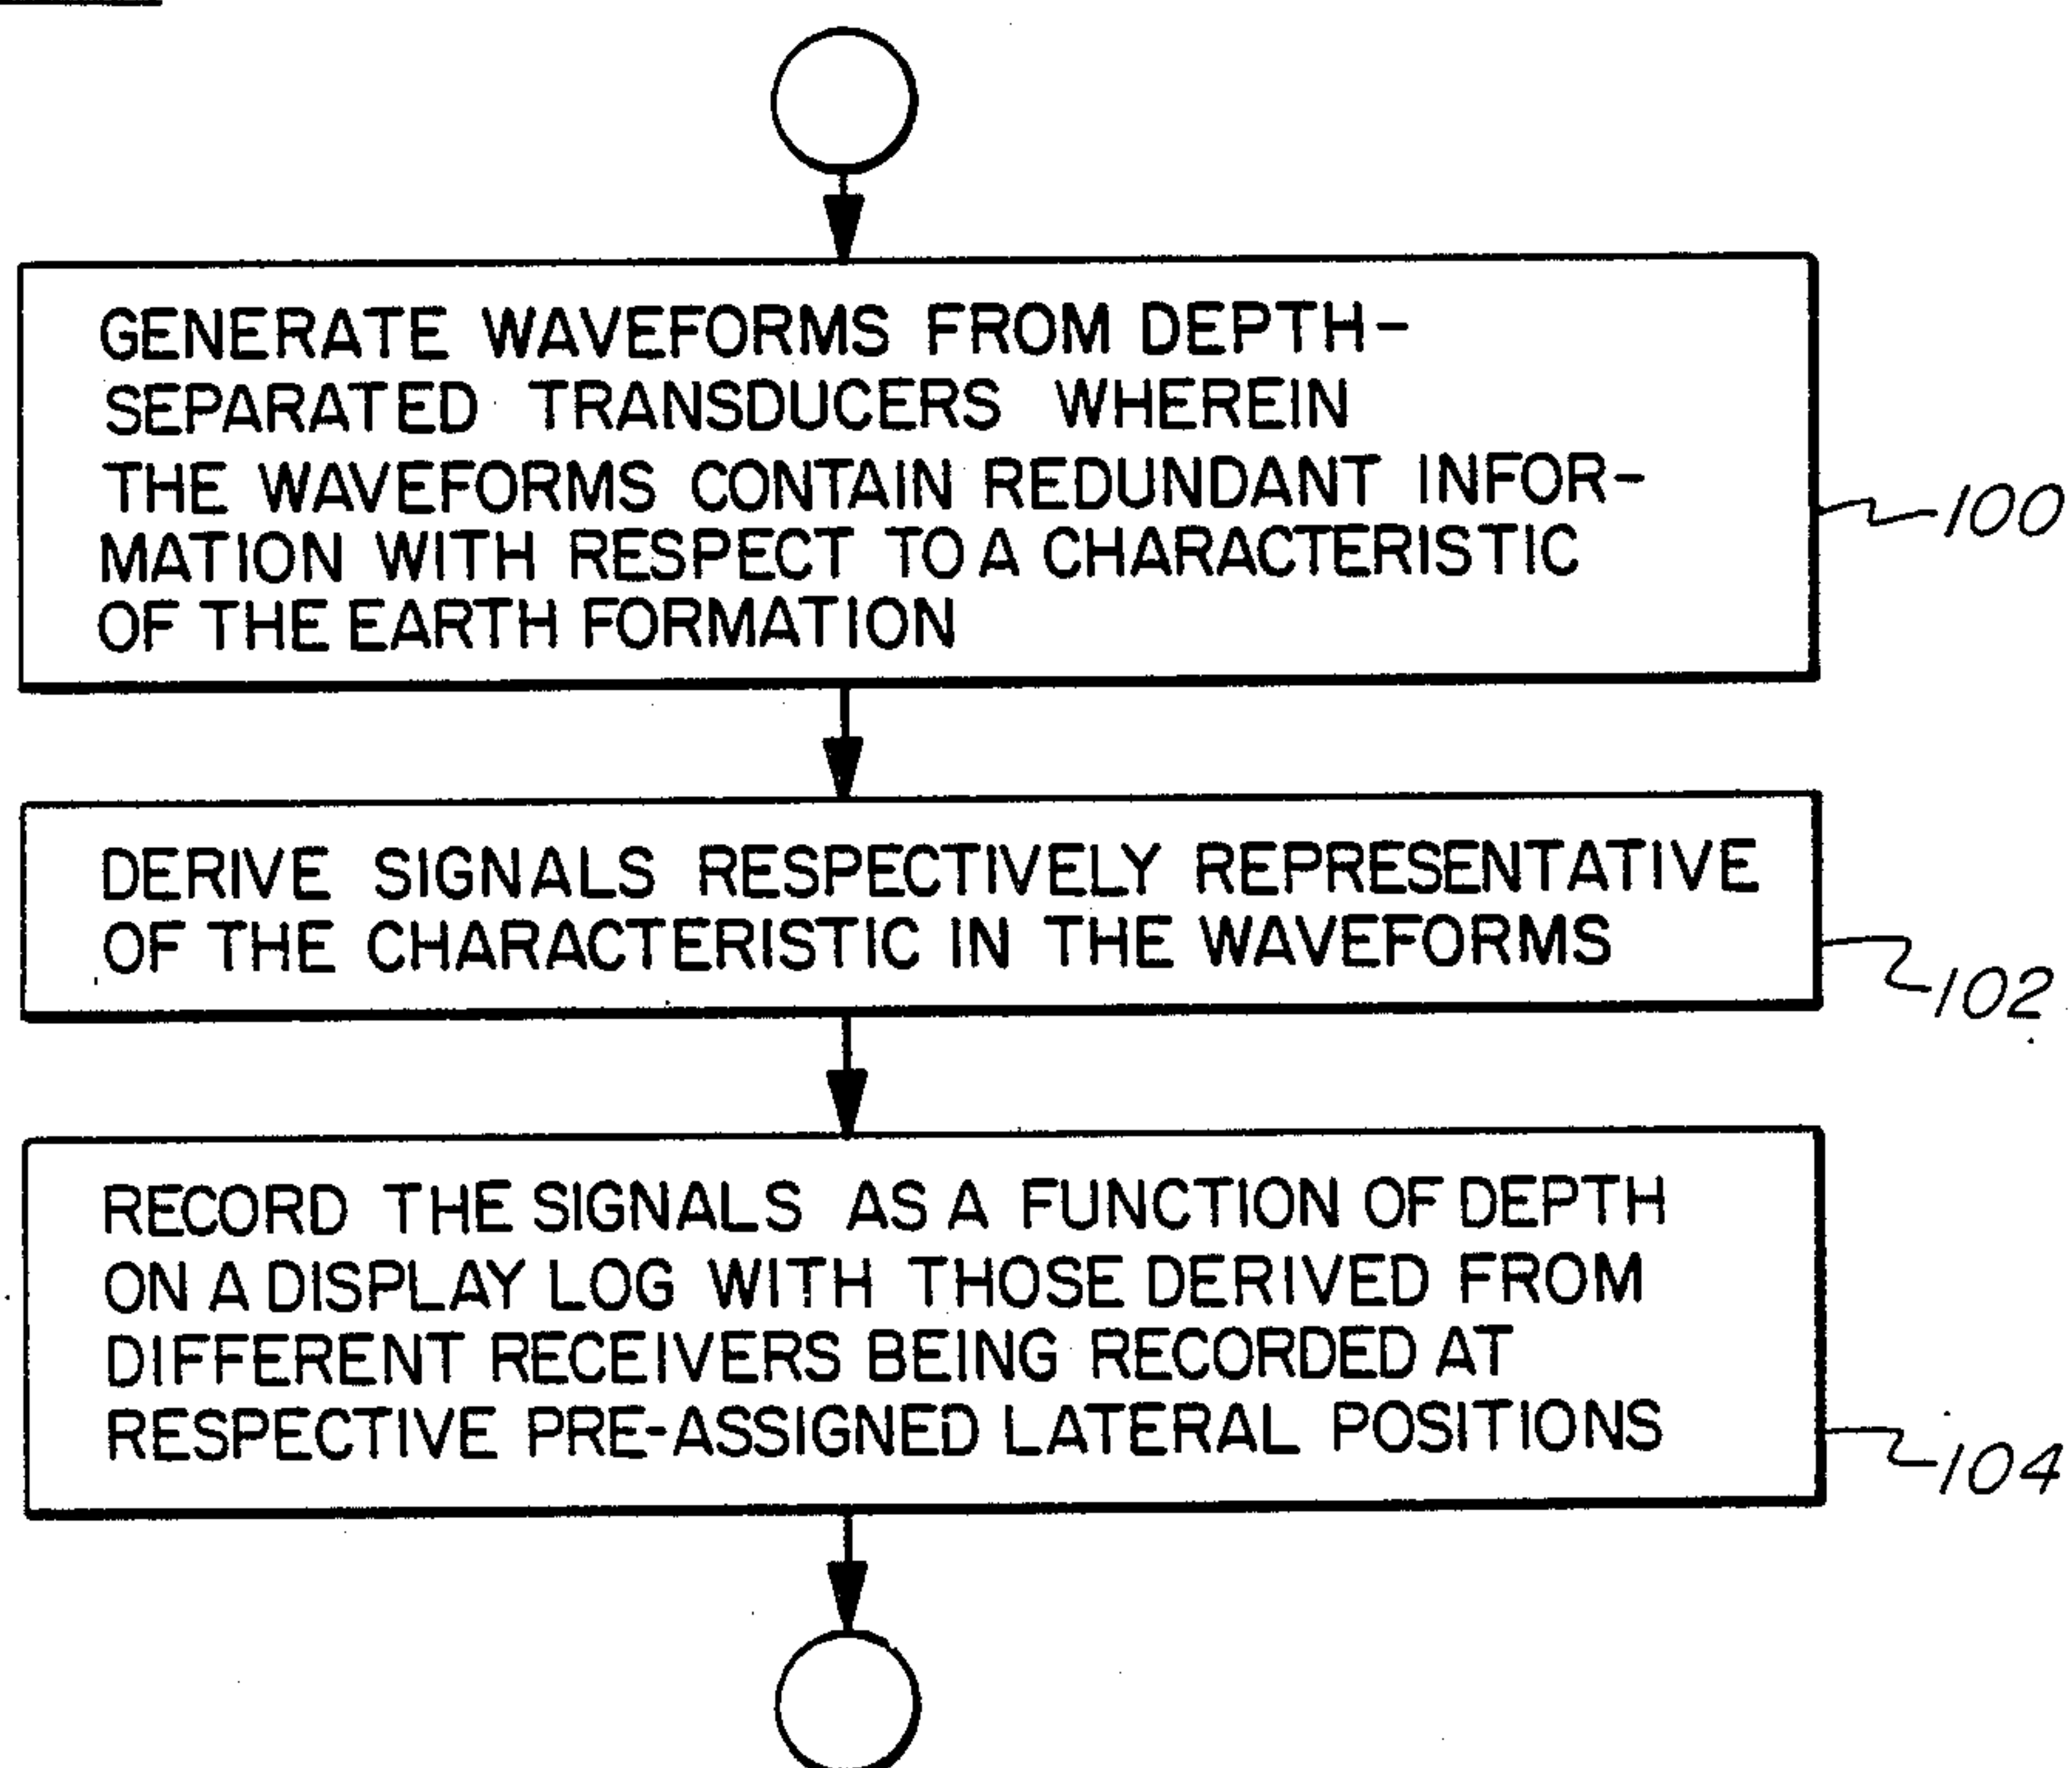 GENERATE WAVEFORMS FROM DEPTH-
SEPARATED TRANSDUCERS WHEREIN
THE WAVEFORMS CONTAIN REDUNDANT INFOR-
MATION WITH RESPECT TO A CHARACTERISTIC
OF THE EARTH FORMATION
100
DERIVE SIGNALS RESPECTIVELY REPRESENTATIVE
OF THE CHARACTERISTIC IN THE WAVEFORMS
102
RECORD THE SIGNALS AS A FUNCTION OF DEPTH
ON A DISPLAY LOG WITH THOSE DERIVED FROM
DIFFERENT RECEIVERS BEING RECORDED AT
RESPECTIVE PRE-ASSIGNED LATERAL POSITIONS
104